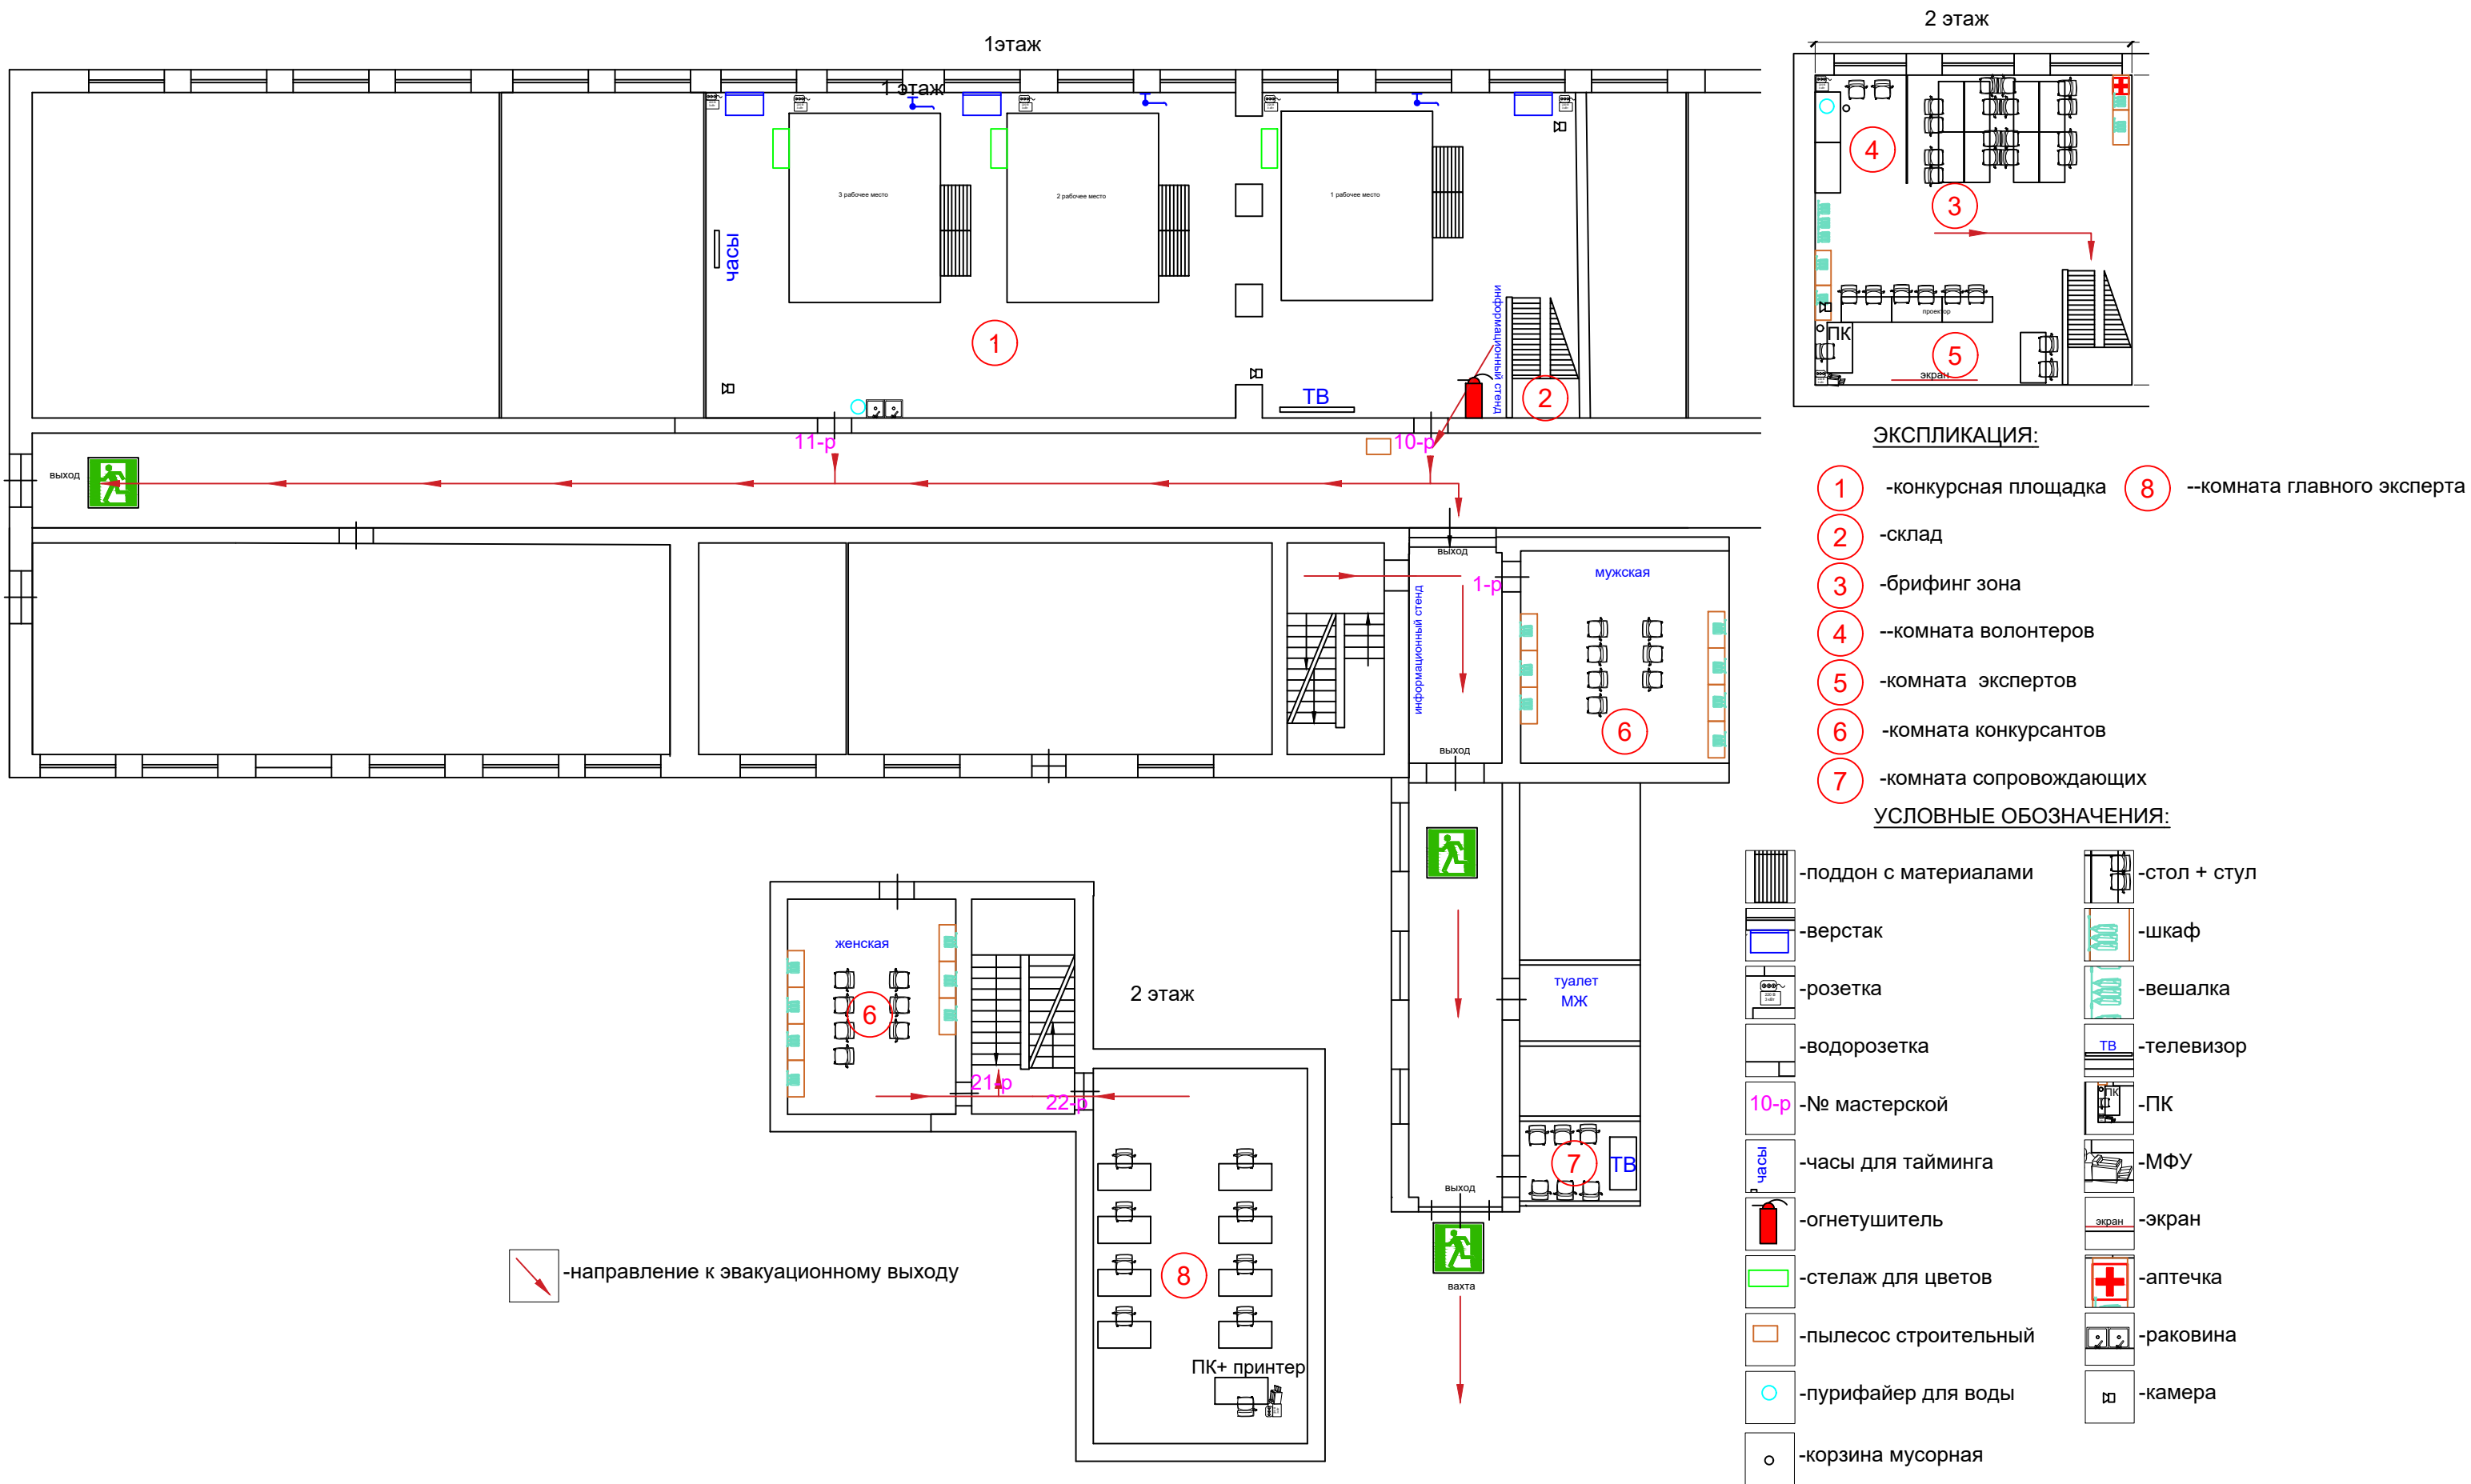 1этаж
2 этаж
1 этаж
3 рабочее место
2 рабочее место
1 рабочее место
часы
информационный стенд
ТВ
1
2
11-р
10-р
выход
4
3
проектор
ПК
5
экран
ЭКСПЛИКАЦИЯ:
1 -конкурсная площадка
8 --комната главного эксперта
2 -склад
3 -брифинг зона
4 --комната волонтеров
5 -комната экспертов
6 -комната конкурсантов
7 -комната сопровождающих
выход
1-р
мужская
информационный стенд
6
выход
УСЛОВНЫЕ ОБОЗНАЧЕНИЯ:
-поддон с материалами
-стол + стул
-верстак
-шкаф
-розетка
-вешалка
-водорозетка
ТВ -телевизор
10-р -№ мастерской
ПК -ПК
часы -часы для тайминга
-МФУ
-огнетушитель
экран -экран
-стелаж для цветов
-аптечка
-пылесос строительный
-раковина
-пурифайер для воды
-камера
-корзина мусорная
женская
6
2 этаж
21-р
22-р
туалет
МЖ
7
ТВ
выход
вахта
8
ПК+ принтер
-направление к эвакуационному выходу